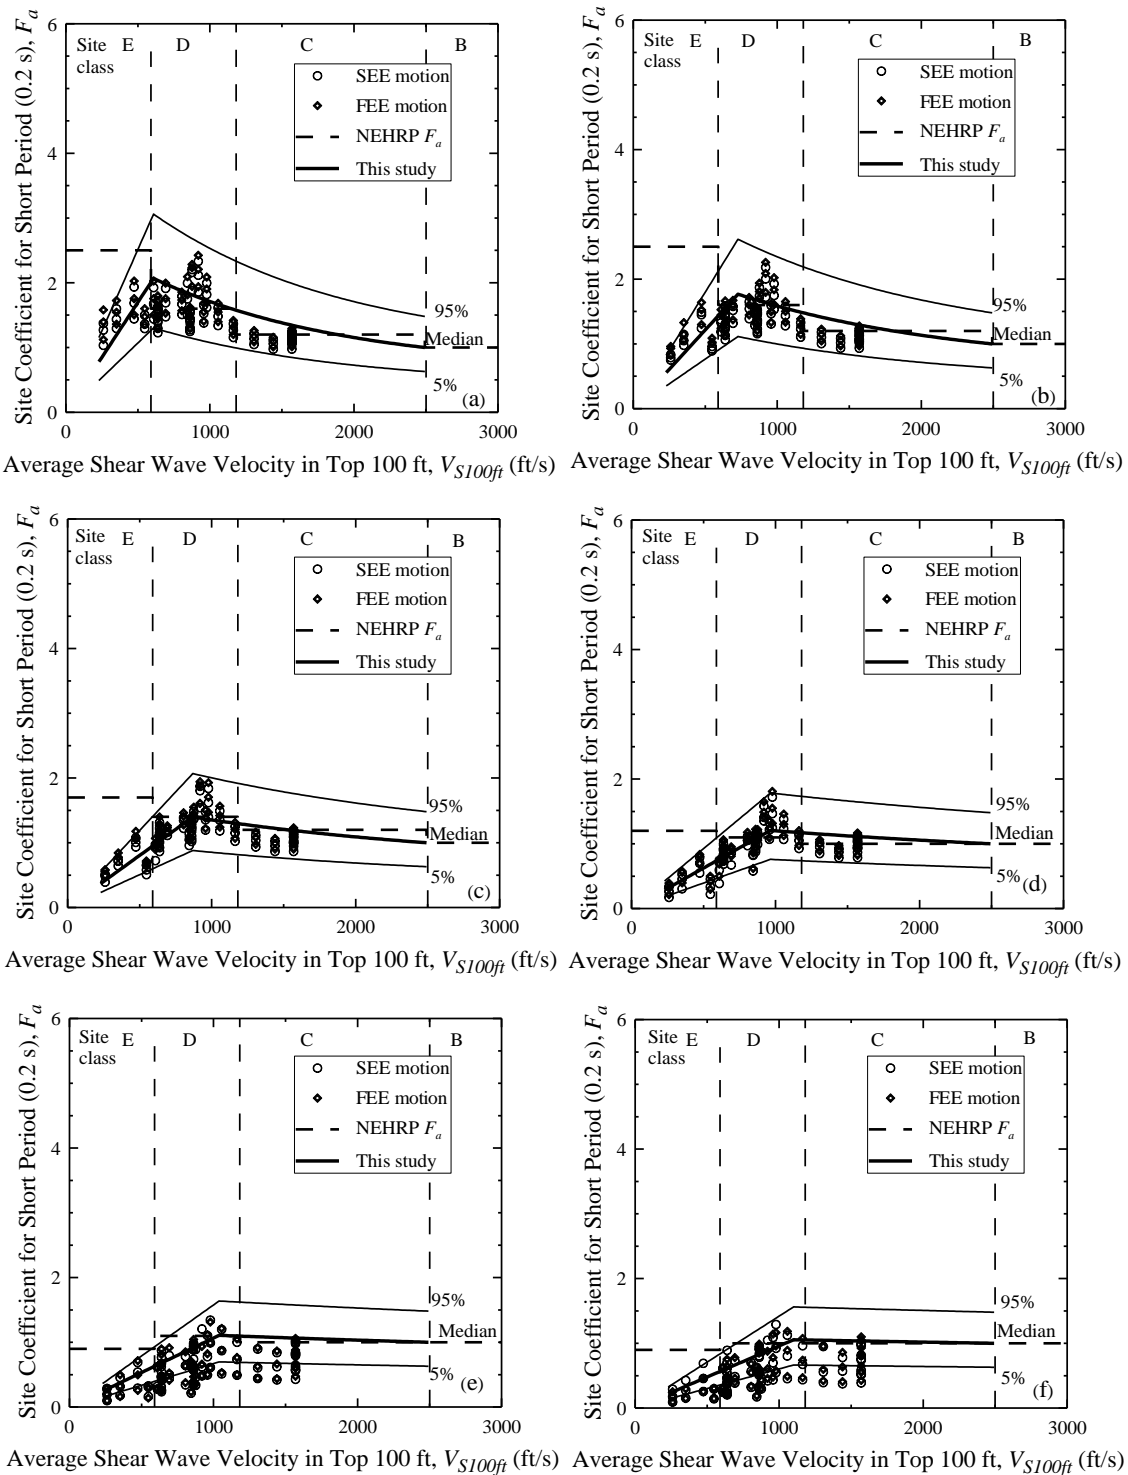 Site Coefficient for Short Period (0.2 s), Fa
6
4
2
0
Site class
E
D
C
B
SEE motion
FEE motion
NEHRP Fa
This study
95%
Median
5%
(a)
0 1000 2000 3000
Average Shear Wave Velocity in Top 100 ft, VS100ft (ft/s)
Site Coefficient for Short Period (0.2 s), Fa
6
4
2
0
Site class
E
D
C
B
SEE motion
FEE motion
NEHRP Fa
This study
95%
Median
5%
(b)
0 1000 2000 3000
Average Shear Wave Velocity in Top 100 ft, VS100ft (ft/s)
Site Coefficient for Short Period (0.2 s), Fa
6
4
2
0
Site class
E
D
C
B
SEE motion
FEE motion
NEHRP Fa
This study
95%
Median
5%
(c)
0 1000 2000 3000
Average Shear Wave Velocity in Top 100 ft, VS100ft (ft/s)
Site Coefficient for Short Period (0.2 s), Fa
6
4
2
0
Site class
E
D
C
B
SEE motion
FEE motion
NEHRP Fa
This study
95%
Median
5%
(d)
0 1000 2000 3000
Average Shear Wave Velocity in Top 100 ft, VS100ft (ft/s)
Site Coefficient for Short Period (0.2 s), Fa
6
4
2
0
Site class
E
D
C
B
SEE motion
FEE motion
NEHRP Fa
This study
95%
Median
5%
(e)
0 1000 2000 3000
Average Shear Wave Velocity in Top 100 ft, VS100ft (ft/s)
Site Coefficient for Short Period (0.2 s), Fa
6
4
2
0
Site class
E
D
C
B
SEE motion
FEE motion
NEHRP Fa
This study
95%
Median
5%
(f)
0 1000 2000 3000
Average Shear Wave Velocity in Top 100 ft, VS100ft (ft/s)